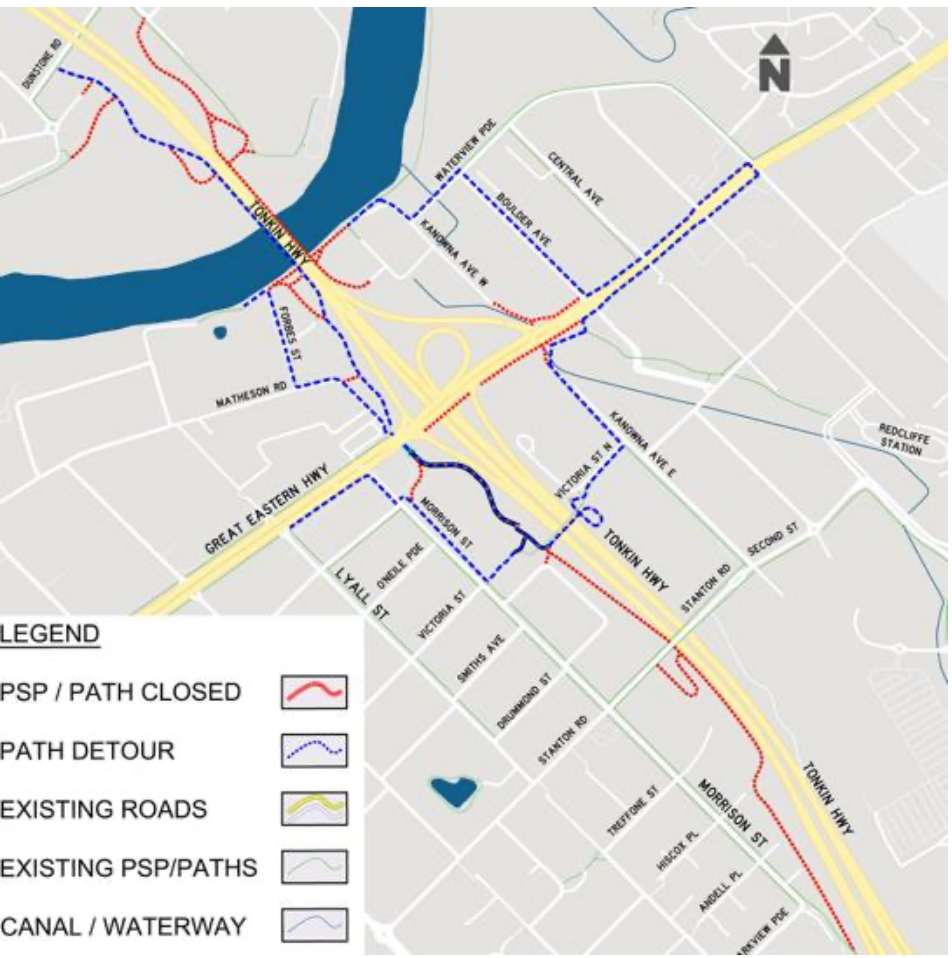 DUNSTONE RD
N
WATERVIEW PDE
CENTRAL AVE
BOULDER AVE
TONKIN HWY
KANOWNA AVE W
FORBES ST
MATHESON RD
REDCLIFFE
STATION
KANOWNA AVE E
VICTORIA ST N
GREAT EASTERN HWY
MORRISON ST
TONKIN HWY
SECOND ST
O'NEILE PDE
STANTON RD
LYALL ST
VICTORIA ST
SMITHS AVE
DRUMMOND ST
STANTON RD
TONKIN HWY
MORRISON ST
TREFFONE ST
HISCOX PL
ANDELL PL
ARKVIEW PDE
LEGEND
PSP / PATH CLOSED
PATH DETOUR
EXISTING ROADS
EXISTING PSP/PATHS
CANAL / WATERWAY